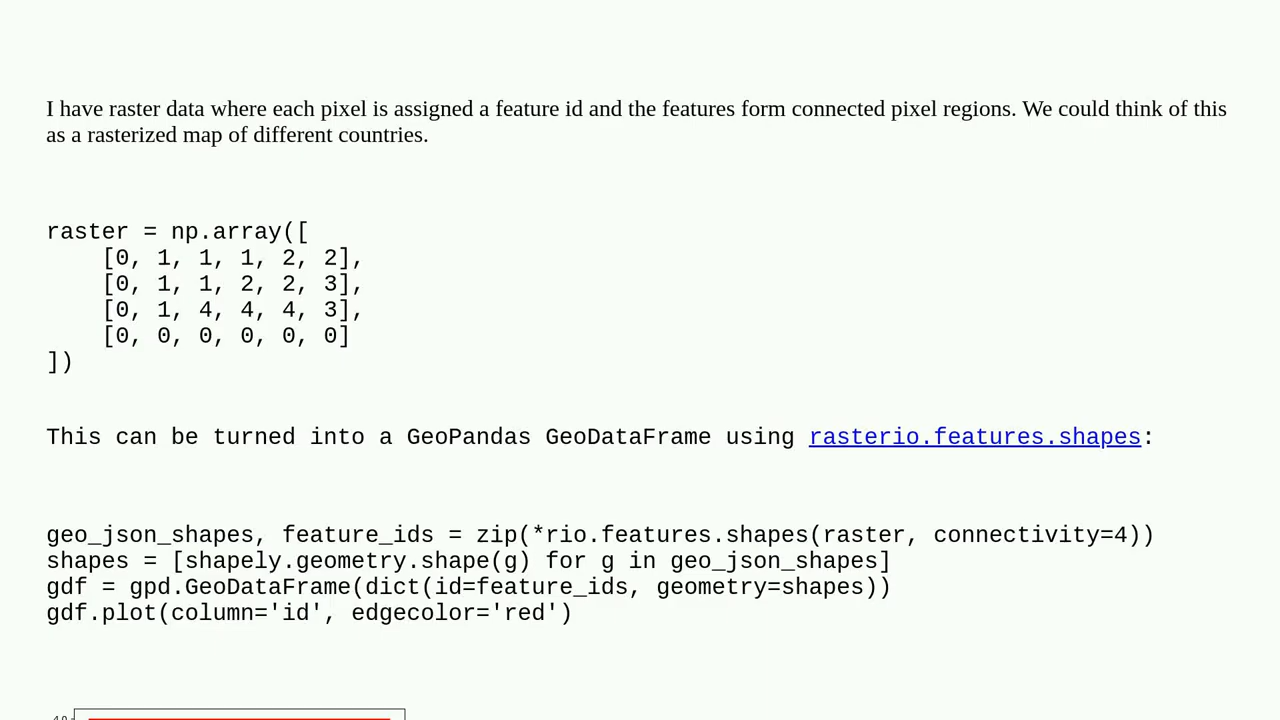 I have raster data where each pixel is assigned a feature id and the features form connected pixel regions. We could think of this
as a rasterized map of different countries.
raster = np.array([
    [0, 1, 1, 1, 2, 2],
    [0, 1, 1, 2, 2, 3],
    [0, 1, 4, 4, 4, 3],
    [0, 0, 0, 0, 0, 0]
])
This can be turned into a GeoPandas GeoDataFrame using rasterio.features.shapes:
geo_json_shapes, feature_ids = zip(*rio.features.shapes(raster, connectivity=4))
shapes = [shapely.geometry.shape(g) for g in geo_json_shapes]
gdf = gpd.GeoDataFrame(dict(id=feature_ids, geometry=shapes))
gdf.plot(column='id', edgecolor='red')